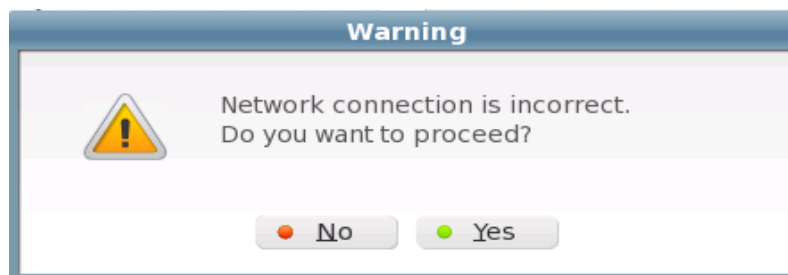 Warning
Network connection is incorrect.
Do you want to proceed?
No Yes